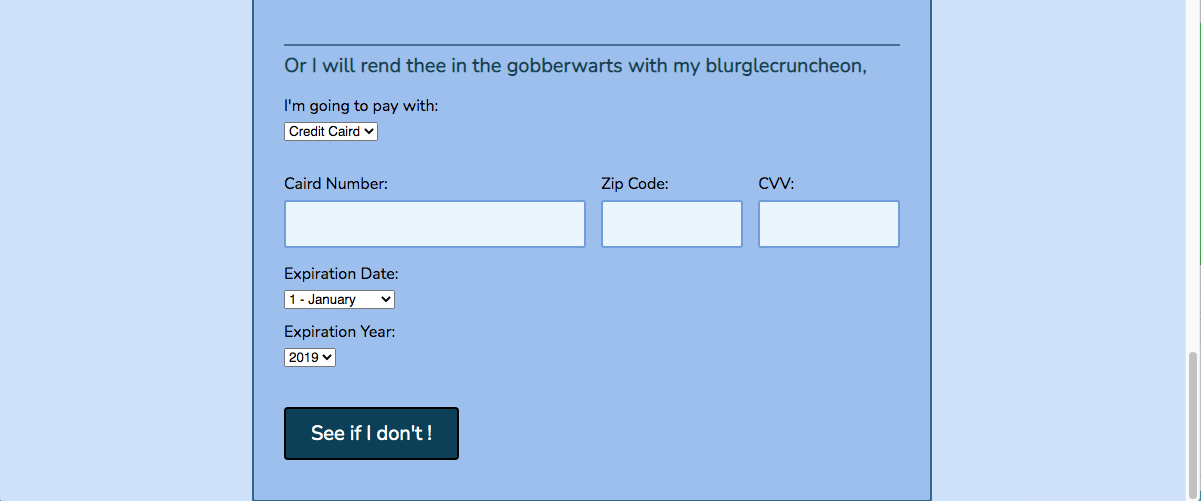 Or I will rend thee in the gobberwarts with my blurglecruncheon,
I'm going to pay with:
Credit Caird
Caird Number: Zip Code: CVV:
Expiration Date:
1 - January
Expiration Year:
2019
See if I don't !